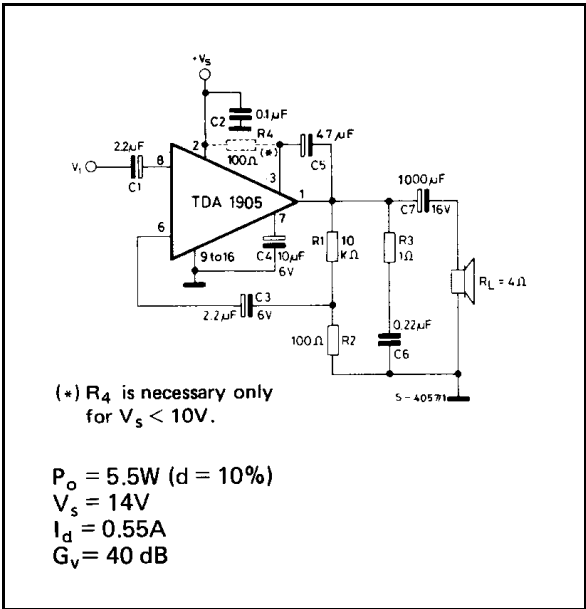 +Vs
C2
0.1µF
R4
2.2µF
2
100Ω
(*)
47µF
C5
8
3
1000µF
Vi
C1
TDA 1905
1
C7
16V
7
6
R1
10
KΩ
R3
1Ω
9 to 16
C4
10µF
6V
RL = 4Ω
2.2µF
C3
6V
0.22µF
100Ω
R2
C6
S-4057/1
(*) R4 is necessary only
for Vs < 10V.
Po = 5.5W (d = 10%)
Vs = 14V
Id = 0.55A
Gv = 40 dB